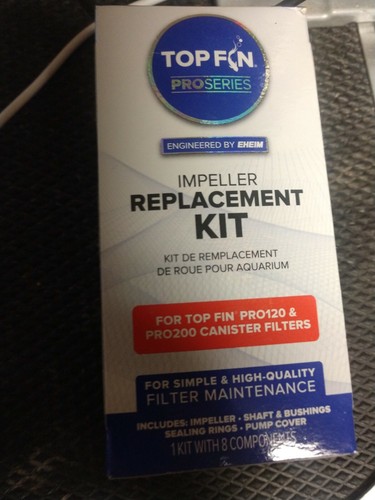 TOP FIN
PROSERIES
ENGINEERED BY EHEIM
IMPELLER
REPLACEMENT
KIT
KIT DE REMPLACEMENT
DE ROUE POUR AQUARIUM
FOR TOP FIN PRO120 &
PRO200 CANISTER FILTERS
FOR SIMPLE & HIGH-QUALITY
FILTER MAINTENANCE
INCLUDES: IMPELLER • SHAFT & BUSHINGS
SEALING RINGS • PUMP COVER
1 KIT WITH 8 COMPONENTS